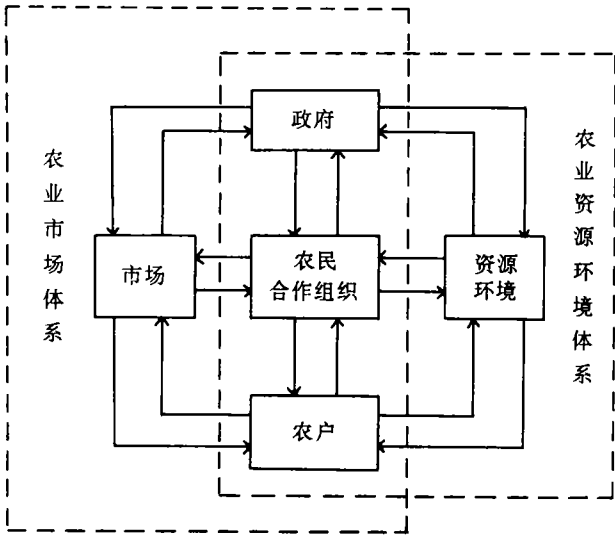 政府
农业市场体系
农业资源环境体系
市场
农民
合作组织
资源
环境
农户